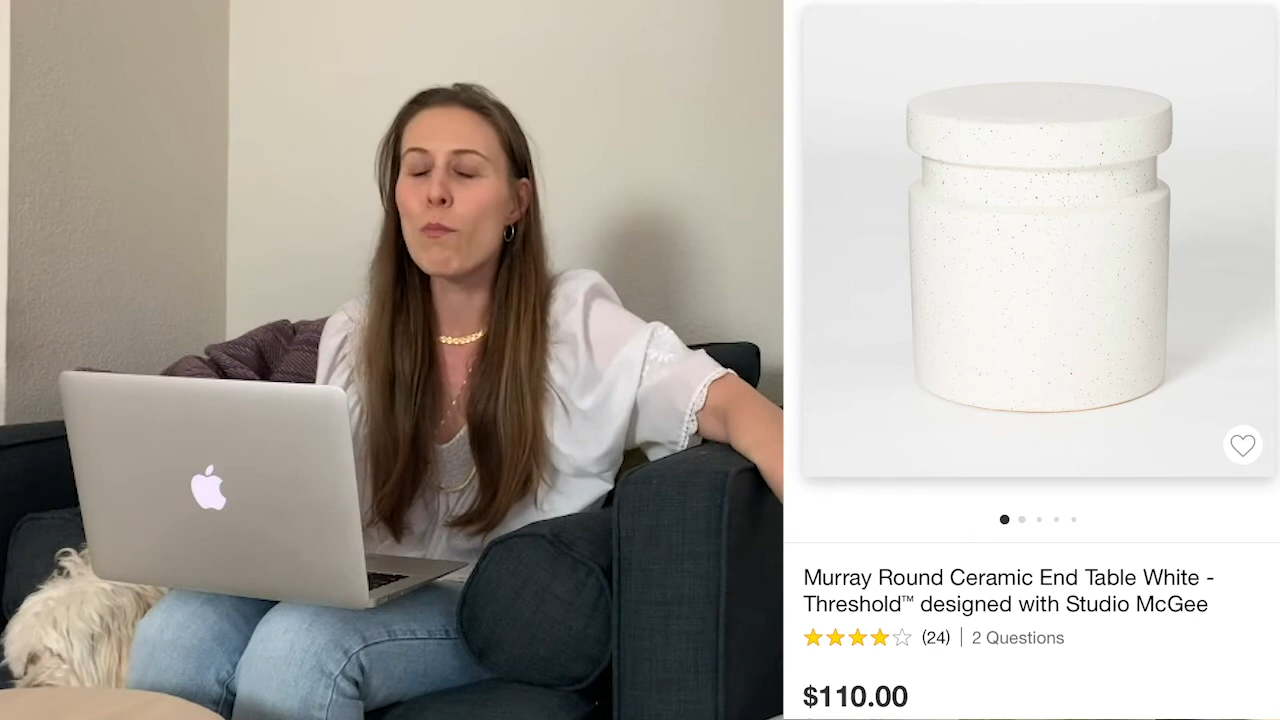 Murray Round Ceramic End Table White -
Threshold™ designed with Studio McGee
(24) | 2 Questions
$110.00